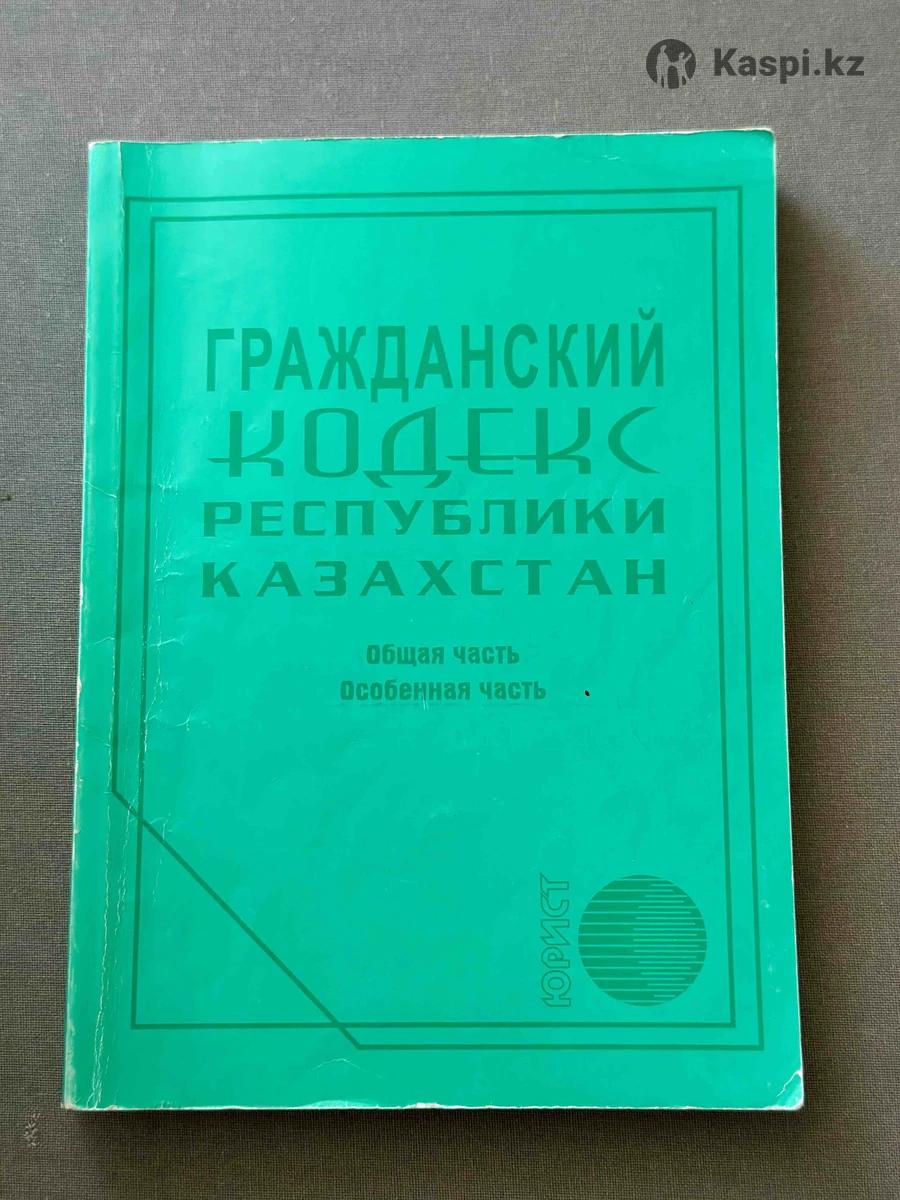 Kaspi.kz
ГРАЖДАНСКИЙ
КОДЕКС
РЕСПУБЛИКИ
КАЗАХСТАН
Общая часть
Особенная часть
ЮРИСТ